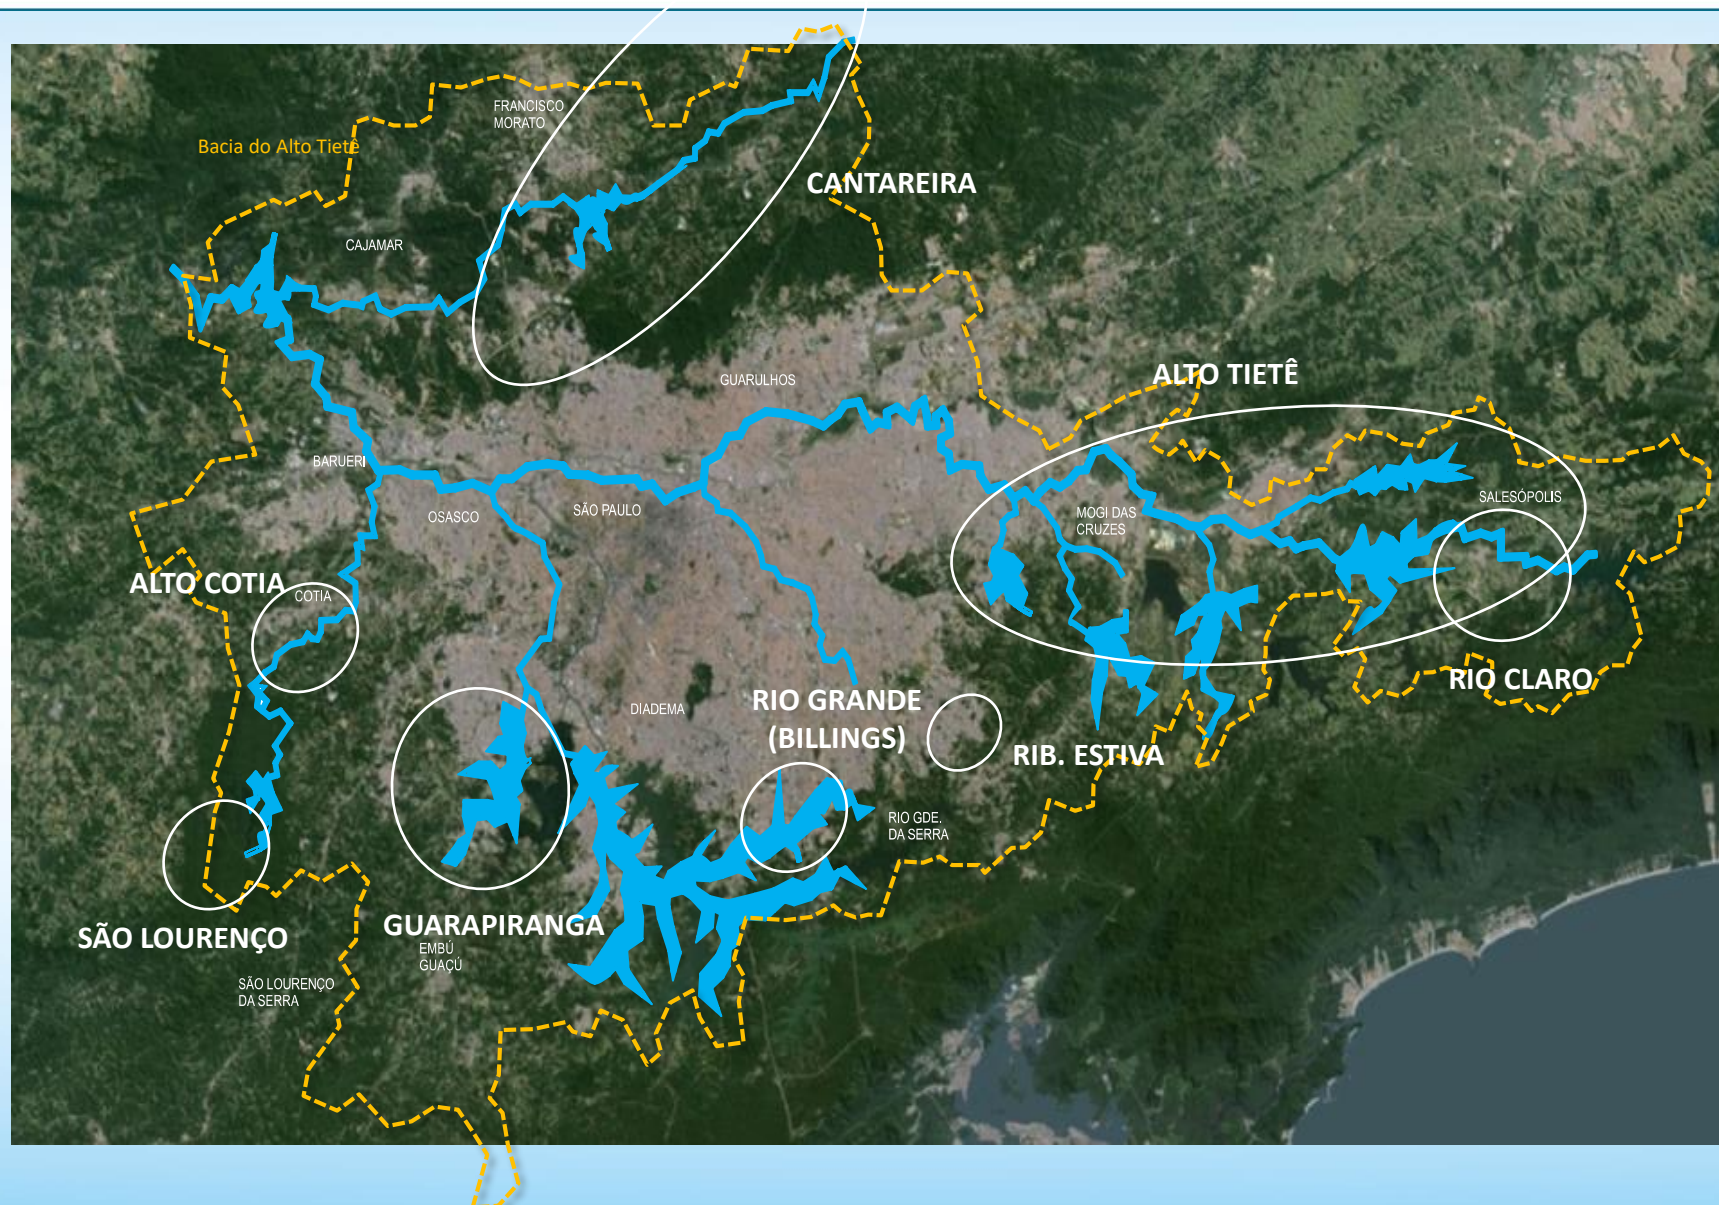 FRANCISCO
MORATO
Bacia do Alto Tietê
CANTAREIRA
CAJAMAR
GUARULHOS
ALTO TIETÊ
BARUERI
SALESÓPOLIS
OSASCO
SÃO PAULO
MOGI DAS
CRUZES
ALTO COTIA
COTIA
RIO CLARO
DIADEMA
RIO GRANDE
(BILLINGS)
RIB. ESTIVA
RIO GDE.
DA SERRA
GUARAPIRANGA
SÃO LOURENÇO
EMBÚ
GUAÇÚ
SÃO LOURENÇO
DA SERRA